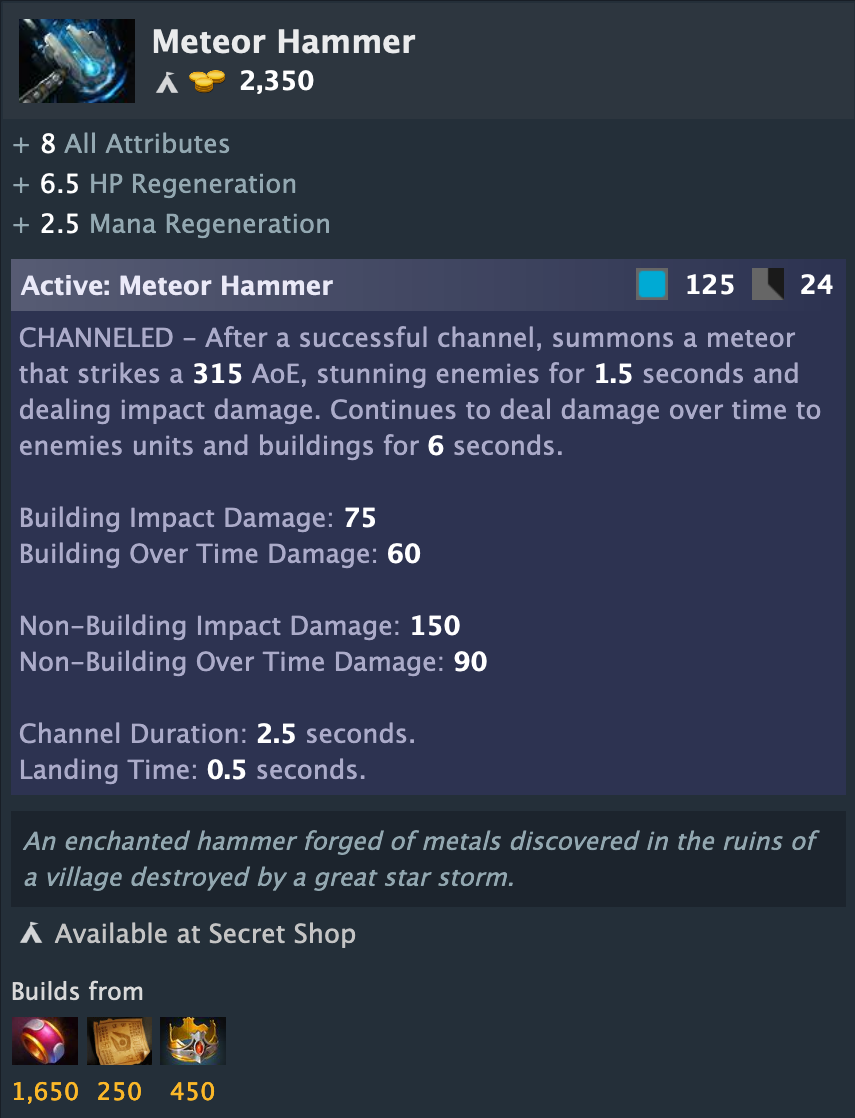 Meteor Hammer
2,350
+ 8 All Attributes
+ 6.5 HP Regeneration
+ 2.5 Mana Regeneration
Active: Meteor Hammer 125 24
CHANNELED – After a successful channel, summons a meteor
that strikes a 315 AoE, stunning enemies for 1.5 seconds and
dealing impact damage. Continues to deal damage over time to
enemies units and buildings for 6 seconds.
Building Impact Damage: 75
Building Over Time Damage: 60
Non-Building Impact Damage: 150
Non-Building Over Time Damage: 90
Channel Duration: 2.5 seconds.
Landing Time: 0.5 seconds.
An enchanted hammer forged of metals discovered in the ruins of
a village destroyed by a great star storm.
Available at Secret Shop
Builds from
1,650 250 450